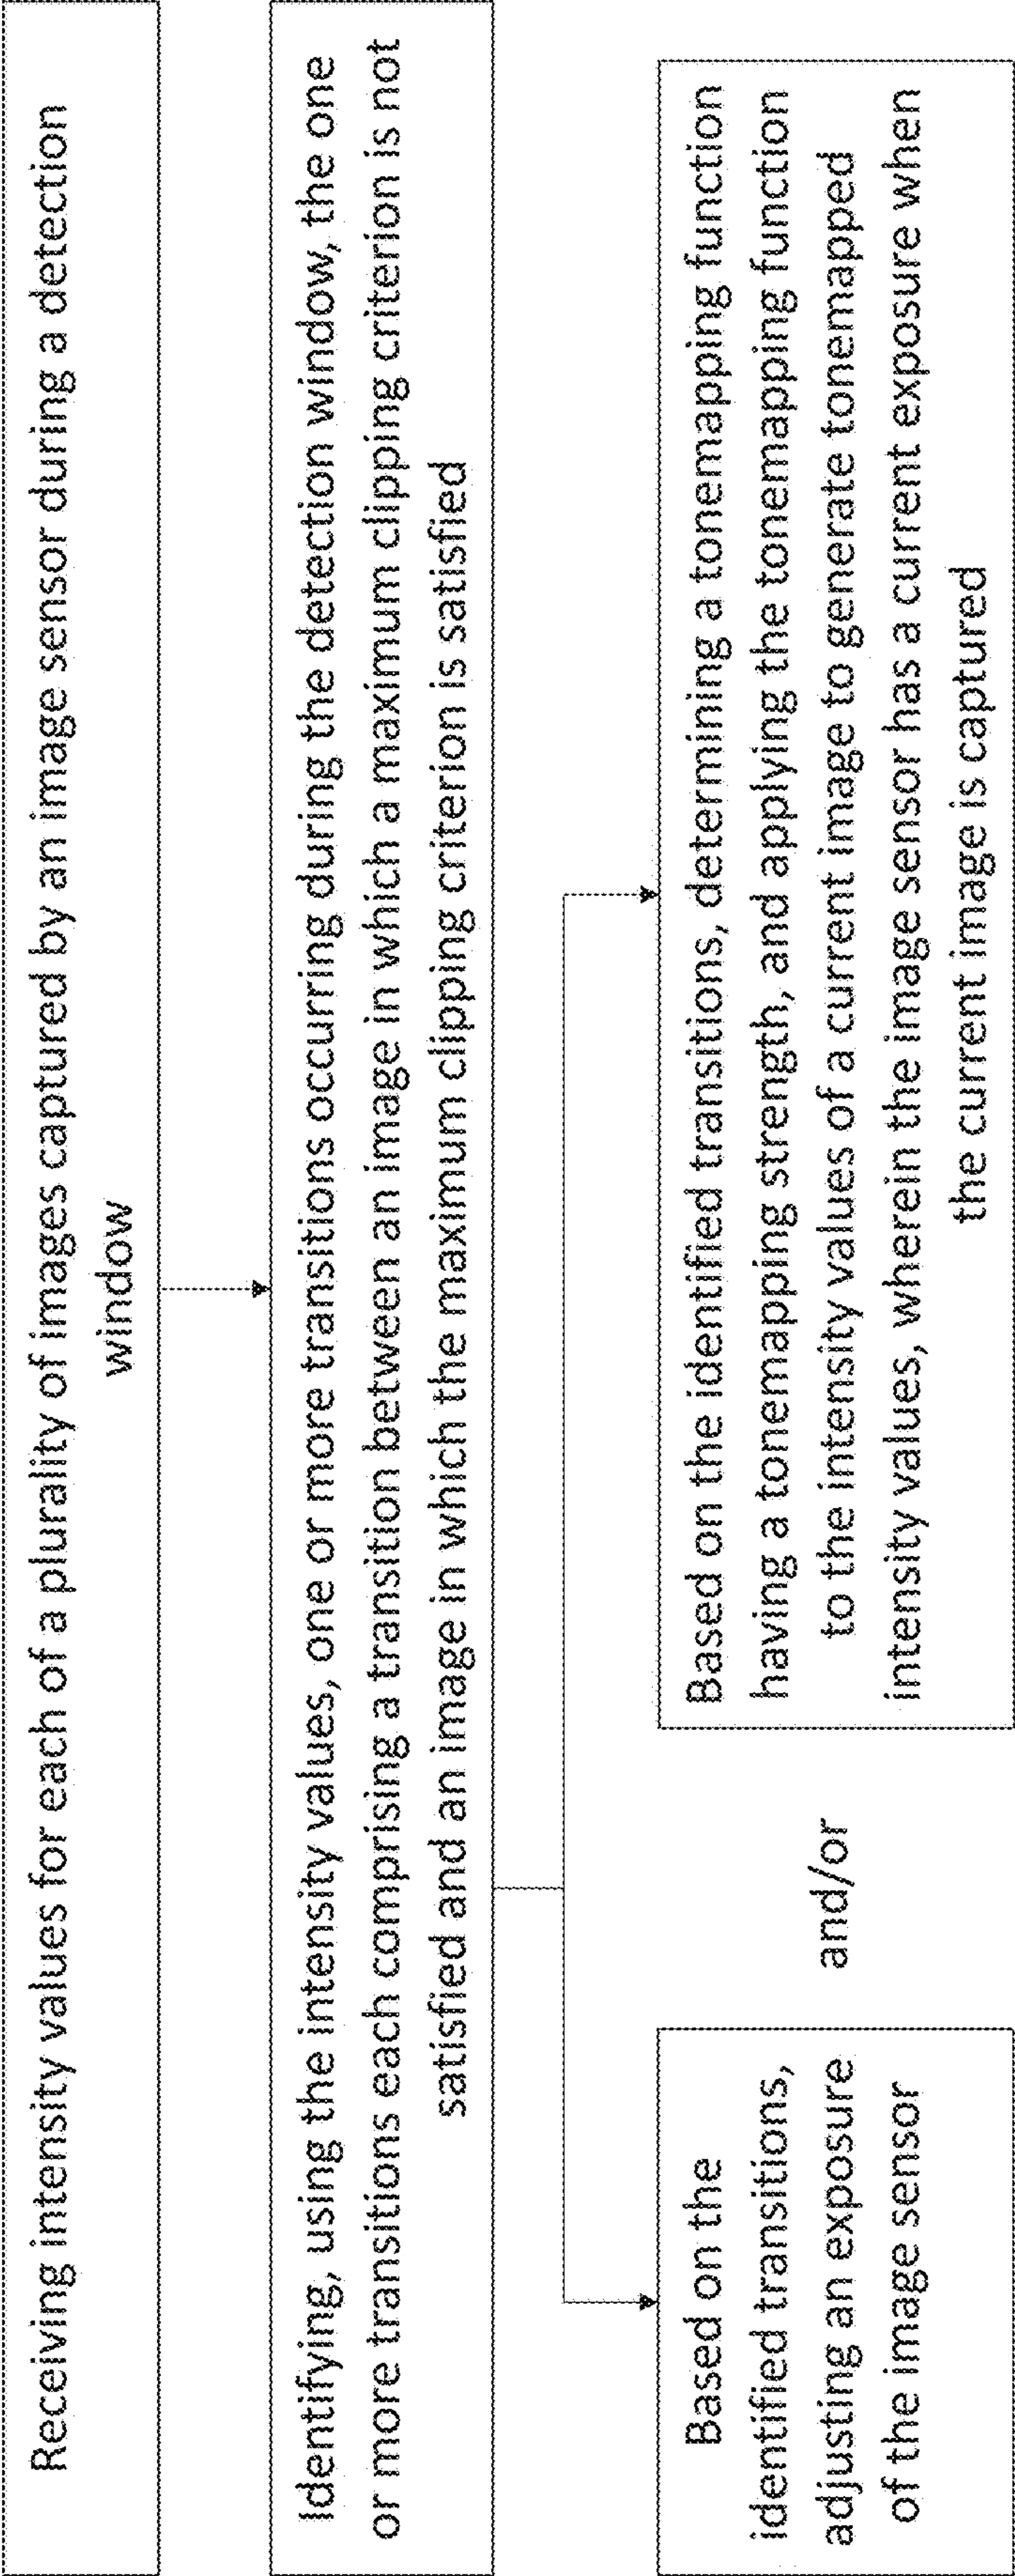 Receiving intensity values for each of a plurality of images captured by an image sensor during a detection
window
Identifying, using the intensity values, one or more transitions occurring during the detection window, the one
or more transitions each comprising a transition between an image in which a maximum clipping criterion is not
satisfied and an image in which the maximum clipping criterion is satisfied
Based on the
identified transitions,
adjusting an exposure
of the image sensor
and/or
Based on the identified transitions, determining a tonemapping function
having a tonemapping strength, and applying the tonemapping function
to the intensity values of a current image to generate tonemapped
intensity values, wherein the image sensor has a current exposure when
the current image is captured